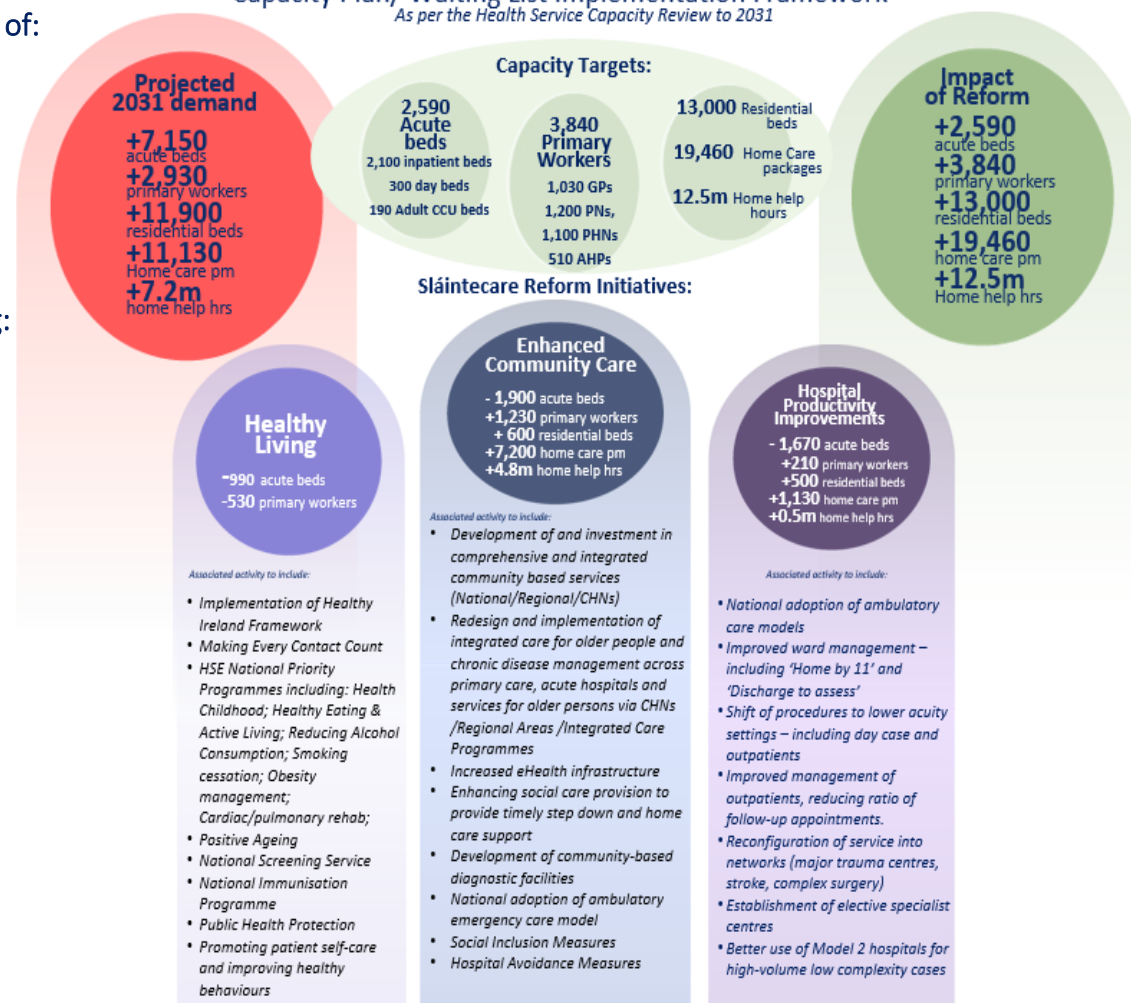 of:
Capacity Plan/ Waiting List Implementation Framework
As per the Health Service Capacity Review to 2031
Projected
2031 demand
+7,150
acute beds
+2,930
primary workers
+11,900
residential beds
+11,130
Home care pm
+7.2m
home help hrs
Capacity Targets:
2,590
Acute
beds
2,100 inpatient beds
300 day beds
190 Adult CCU beds
3,840
Primary
Workers
1,030 GPs
1,200 PNs,
1,100 PHNs
510 AHPs
13,000 Residential
beds
19,460 Home Care
packages
12.5m Home help
hours
Impact
of Reform
+2,590
acute beds
+3,840
primary workers
+13,000
residential beds
+19,460
home care pm
+12.5m
Home help hrs
Sláintecare Reform Initiatives:
Healthy
Living
-990 acute beds
-530 primary workers
Associated activity to include:
• Implementation of Healthy
Ireland Framework
• Making Every Contact Count
• HSE National Priority
Programmes including: Health
Childhood; Healthy Eating &
Active Living; Reducing Alcohol
Consumption; Smoking
cessation; Obesity
management;
Cardiac/pulmonary rehab;
• Positive Ageing
• National Screening Service
• National Immunisation
Programme
• Public Health Protection
• Promoting patient self-care
and improving healthy
behaviours
Enhanced
Community Care
- 1,900 acute beds
+1,230 primary workers
+ 600 residential beds
+7,200 home care pm
+4.8m home help hrs
Associated activity to include:
• Development of and investment in
comprehensive and integrated
community based services
(National/Regional/CHNs)
• Redesign and implementation of
integrated care for older people and
chronic disease management across
primary care, acute hospitals and
services for older persons via CHNs
/Regional Areas /Integrated Care
Programmes
• Increased eHealth infrastructure
• Enhancing social care provision to
provide timely step down and home
care support
• Development of community-based
diagnostic facilities
• National adoption of ambulatory
emergency care model
• Social Inclusion Measures
• Hospital Avoidance Measures
Hospital
Productivity
Improvements
- 1,670 acute beds
+210 primary workers
+500 residential beds
+1,130 home care pm
+0.5m home help hrs
Associated activity to include:
• National adoption of ambulatory
care models
• Improved ward management –
including ‘Home by 11’ and
‘Discharge to assess’
• Shift of procedures to lower acuity
settings – including day case and
outpatients
• Improved management of
outpatients, reducing ratio of
follow-up appointments.
• Reconfiguration of service into
networks (major trauma centres,
stroke, complex surgery)
• Establishment of elective specialist
centres
• Better use of Model 2 hospitals for
high-volume low complexity cases